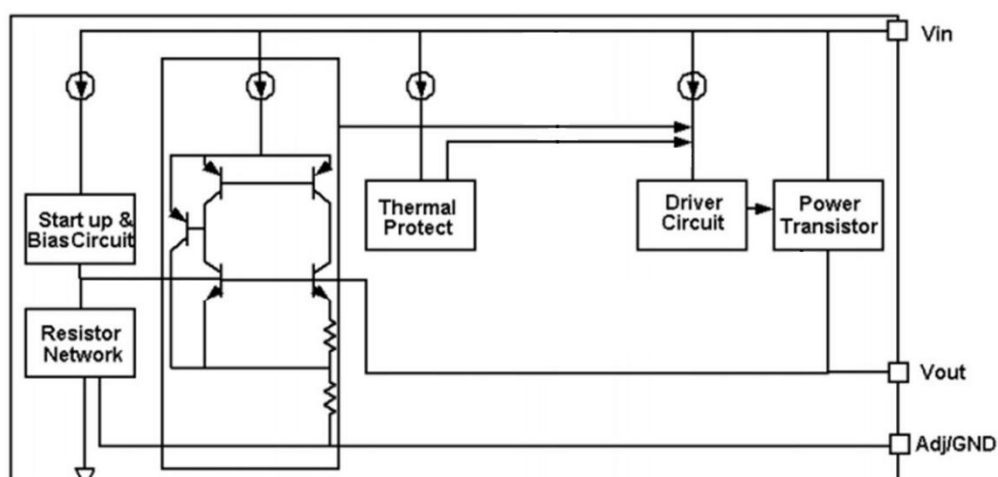 Vin
Start up &
Bias Circuit
Thermal
Protect
Driver
Circuit
Power
Transistor
Resistor
Network
Vout
Adj/GND